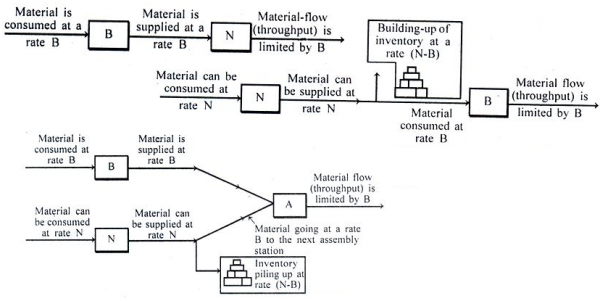 Material is
consumed at a
rate B
B
Material is
supplied at a
rate B
N
Material-flow
(throughput) is
limited by B
Material can be
consumed at
rate N
N
Material can
be supplied at
rate N
Building-up of
inventory at a
rate (N-B)
Material
consumed at
rate B
B
Material flow
(throughput) is
limited by B
Material is
consumed at
rate B
B
Material is
supplied at
rate B
Material can
be consumed
at rate N
N
Material can
be supplied at
rate N
A
Material flow
(throughput) is
limited by B
Material going at a rate
B to the next assembly
station
Inventory
piling up at
rate (N-B)